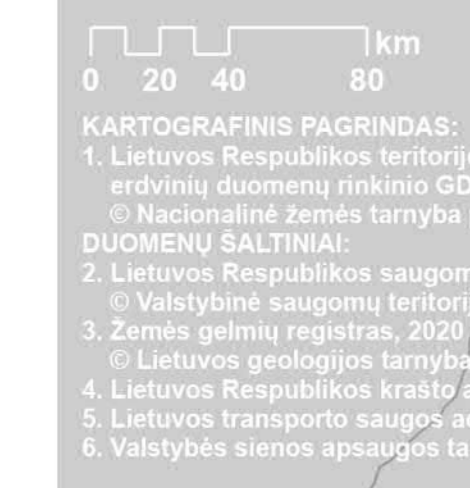 km
0 20 40 80
KARTOGRAFINIS PAGRINDAS:
1. Lietuvos Respublikos teritorij
erdvinių duomenų rinkinio GD
© Nacionalinė žemės tarnyba
DUOMENŲ ŠALTINIAI:
2. Lietuvos Respublikos saugom
© Valstybinė saugomų teritorij
3. Žemės gelmių registras, 2020
© Lietuvos geologijos tarnyba
4. Lietuvos Respublikos krašto a
5. Lietuvos transporto saugos a
6. Valstybės sienos apsaugos ta